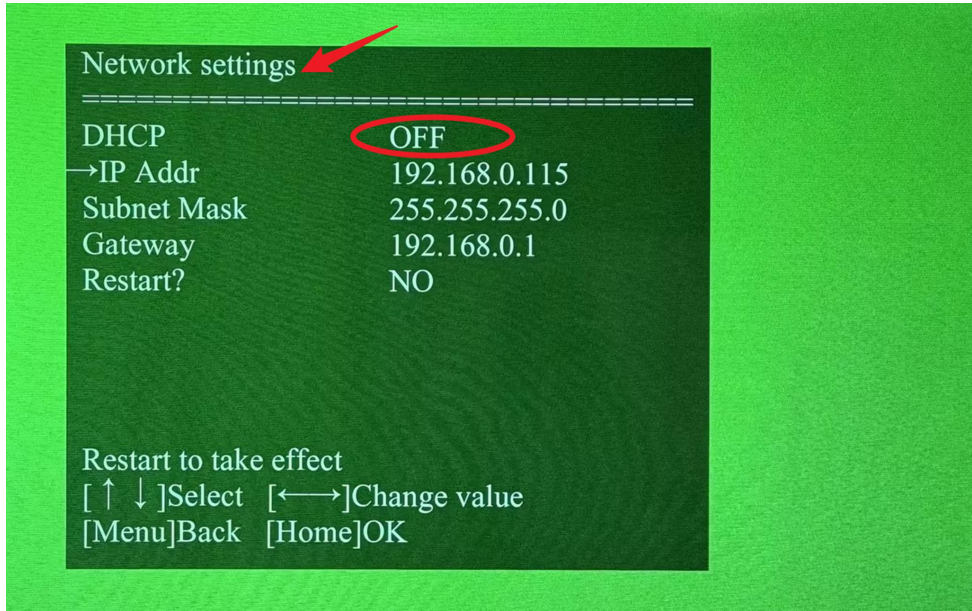 Network settings
==================================
DHCP OFF
→IP Addr 192.168.0.115
Subnet Mask 255.255.255.0
Gateway 192.168.0.1
Restart? NO
Restart to take effect
[↑↓]Select [←→]Change value
[Menu]Back [Home]OK